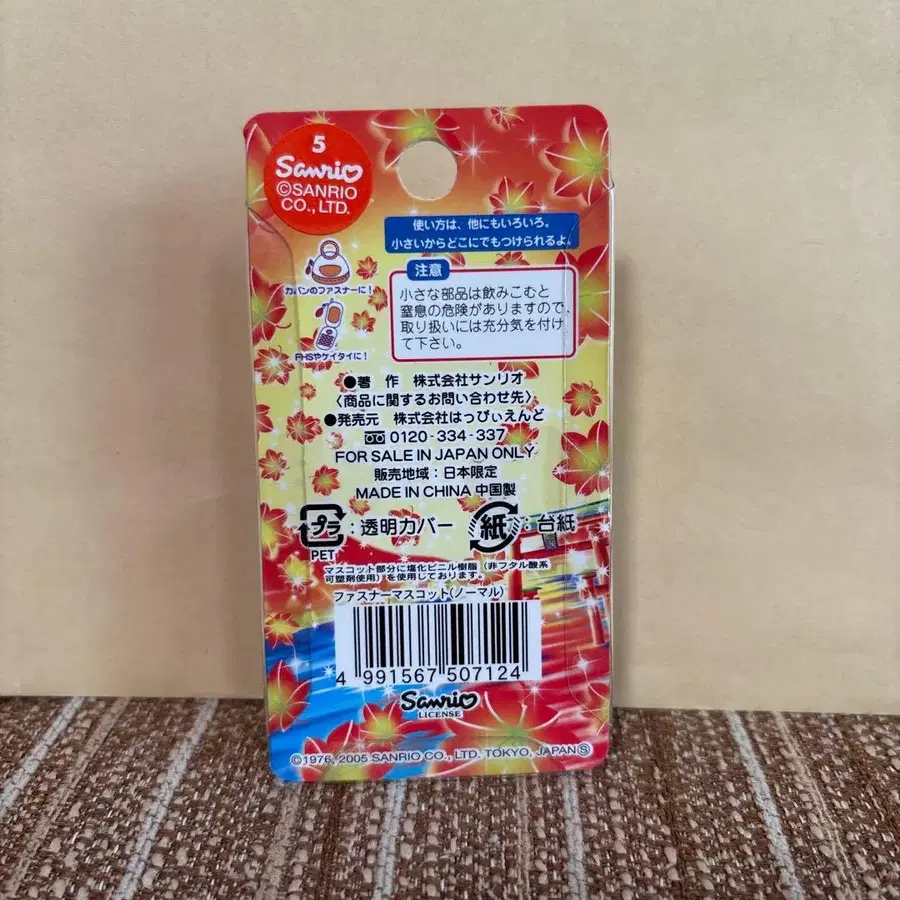 5
Sanrio
©SANRIO
CO., LTD.
使い方は、他にもいろいろ。
小さいからどこにでもつけられるよ。
カバンのファスナーに!
PHSやケイタイに!
注意
小さな部品は飲みこむと
窒息の危険がありますので、
取り扱いには充分気を付け
て下さい。
●著 作 株式会社サンリオ
〈商品に関するお問い合わせ先〉
●発売元 株式会社はっぴぃえんど
0120-334-337
FOR SALE IN JAPAN ONLY
販売地域：日本限定
MADE IN CHINA 中国製
プラ：透明カバー 紙：台紙
PET
マスコット部分に塩化ビニル樹脂（非フタル酸系
可塑剤使用）を使用しております。
ファスナーマスコット(ノーマル)
4 991567 507124
Sanrio
LICENSE
©1976, 2005 SANRIO CO., LTD. TOKYO, JAPAN Ⓢ